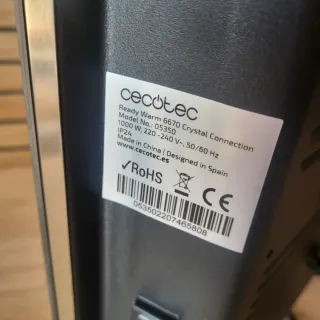 cecotec
Ready Warm 6670 Crystal Connection
Model No.: 05350
1000 W, 220 -240 V~, 50/60 Hz
IP24
Made in China | Designed in Spain
www.cecotec.es
✓RoHS CE
053502207465808